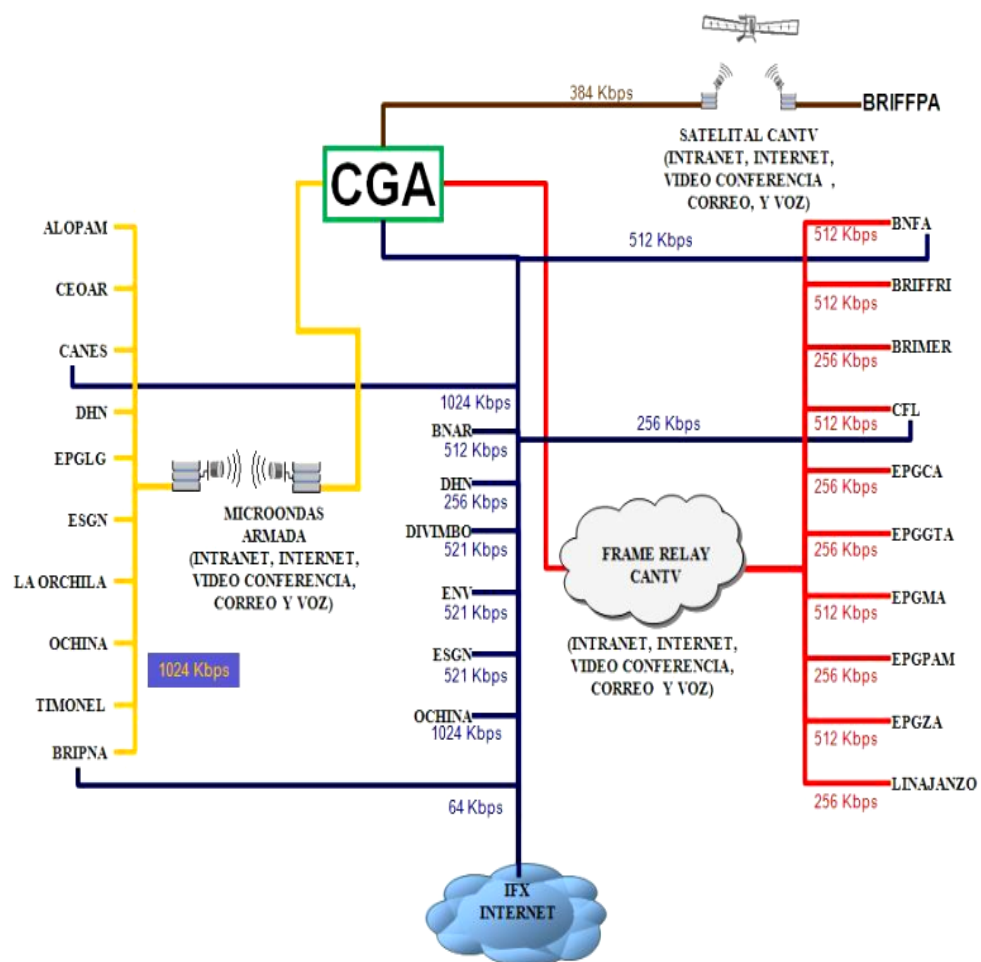 384 Kbps
BRIFFPA
SATELITAL CANTV
(INTRANET, INTERNET,
VIDEO CONFERENCIA ,
CORREO, Y VOZ)
CGA
ALOPAM
CEOAR
CANES
DHN
EPGLG
ESGN
LA ORCHILA
OCHINA
TIMONEL
BRIPNA
1024 Kbps
MICROONDAS
ARMADA
(INTRANET, INTERNET,
VIDEO CONFERENCIA,
CORREO Y VOZ)
512 Kbps
1024 Kbps
BNAR
512 Kbps
256 Kbps
DHN
256 Kbps
DIVIMBO
521 Kbps
ENV
521 Kbps
ESGN
521 Kbps
OCHINA
1024 Kbps
64 Kbps
FRAME RELAY
CANTV
(INTRANET, INTERNET,
VIDEO CONFERENCIA,
CORREO Y VOZ)
BNFA
512 Kbps
BRIFFRI
512 Kbps
BRIMER
256 Kbps
CFL
512 Kbps
EPGCA
256 Kbps
EPGGTA
256 Kbps
EPGMA
512 Kbps
EPGPAM
256 Kbps
EPGZA
512 Kbps
LINAJANZO
256 Kbps
IFX
INTERNET